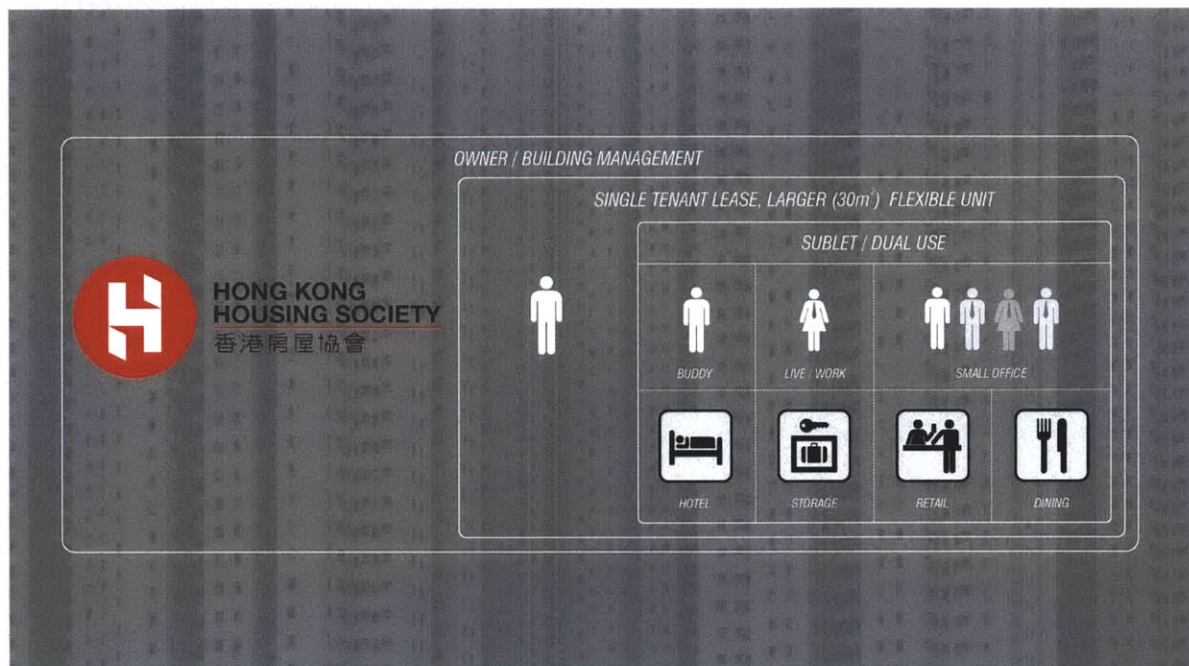 OWNER / BUILDING MANAGEMENT
SINGLE TENANT LEASE, LARGER (30m²) FLEXIBLE UNIT
SUBLET / DUAL USE
HONG KONG
HOUSING SOCIETY
香港房屋協會
BUDDY
LIVE / WORK
SMALL OFFICE
HOTEL
STORAGE
RETAIL
DINING